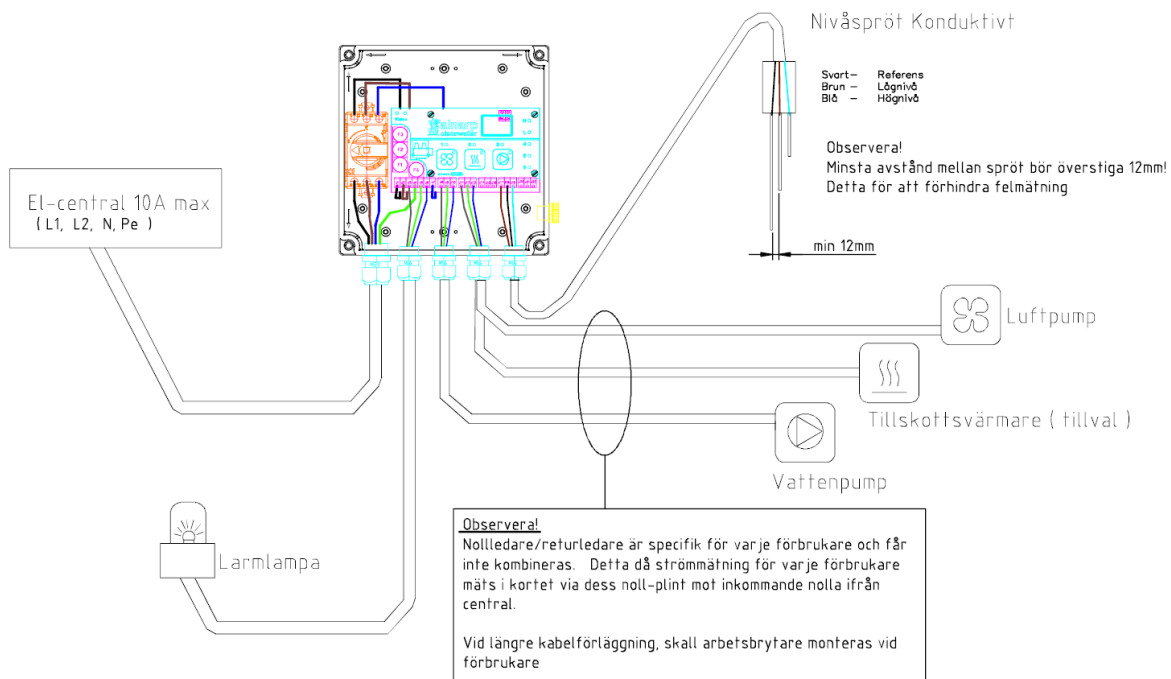 Nivåspröt Konduktivt
Svart- Referens
Brun - Lågnivå
Blå - Högnivå
Observera!
Minsta avstånd mellan spröt bör överstiga 12mm!
Detta för att förhindra felmätning
min 12mm
El-central 10A max
( L1, L2, N, Pe )
Luftpump
Tillskottsvärmare ( tillval )
Vattenpump
Larmlampa
Observera!
Nollledare/returledare är specifik för varje förbrukare och får
inte kombineras. Detta då strömmätning för varje förbrukare
mäts i kortet via dess noll-plint mot inkommande nolla ifrån
central.
Vid längre kabelförläggning, skall arbetsbrytare monteras vid
förbrukare